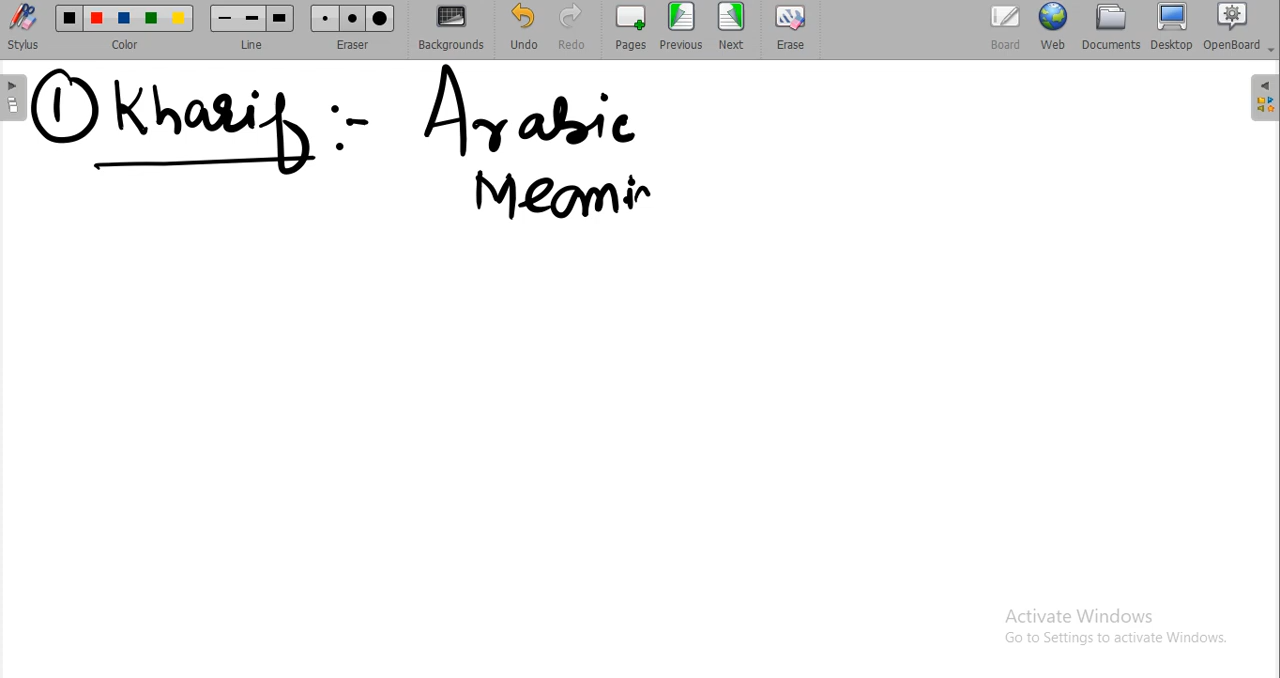 Stylus Color Line Eraser Backgrounds Undo Redo Pages Previous Next Erase Board Web Documents Desktop OpenBoard
① Kharif :- Arabic
Meanin
Activate Windows
Go to Settings to activate Windows.